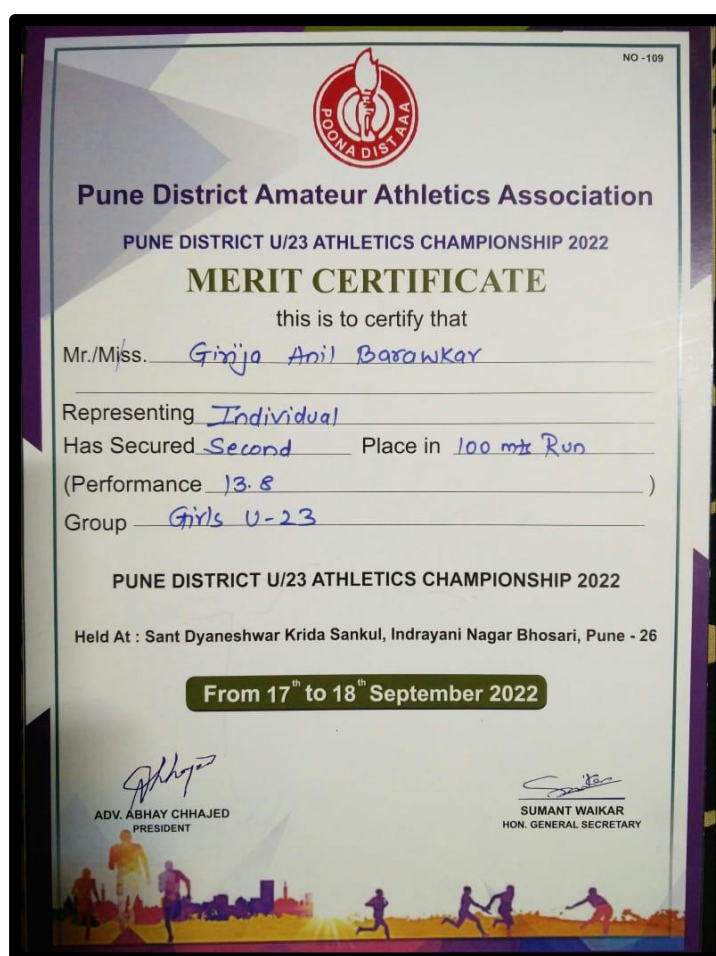 NO -109
POONA DIST AAA
Pune District Amateur Athletics Association
PUNE DISTRICT U/23 ATHLETICS CHAMPIONSHIP 2022
MERIT CERTIFICATE
this is to certify that
Mr./Miss. Girija Anil Barawkar
Representing Individual
Has Secured Second Place in 100 mts Run
(Performance 13.8 )
Group Girls U-23
PUNE DISTRICT U/23 ATHLETICS CHAMPIONSHIP 2022
Held At : Sant Dyaneshwar Krida Sankul, Indrayani Nagar Bhosari, Pune - 26
From 17th to 18th September 2022
ADV. ABHAY CHHAJED
PRESIDENT
SUMANT WAIKAR
HON. GENERAL SECRETARY